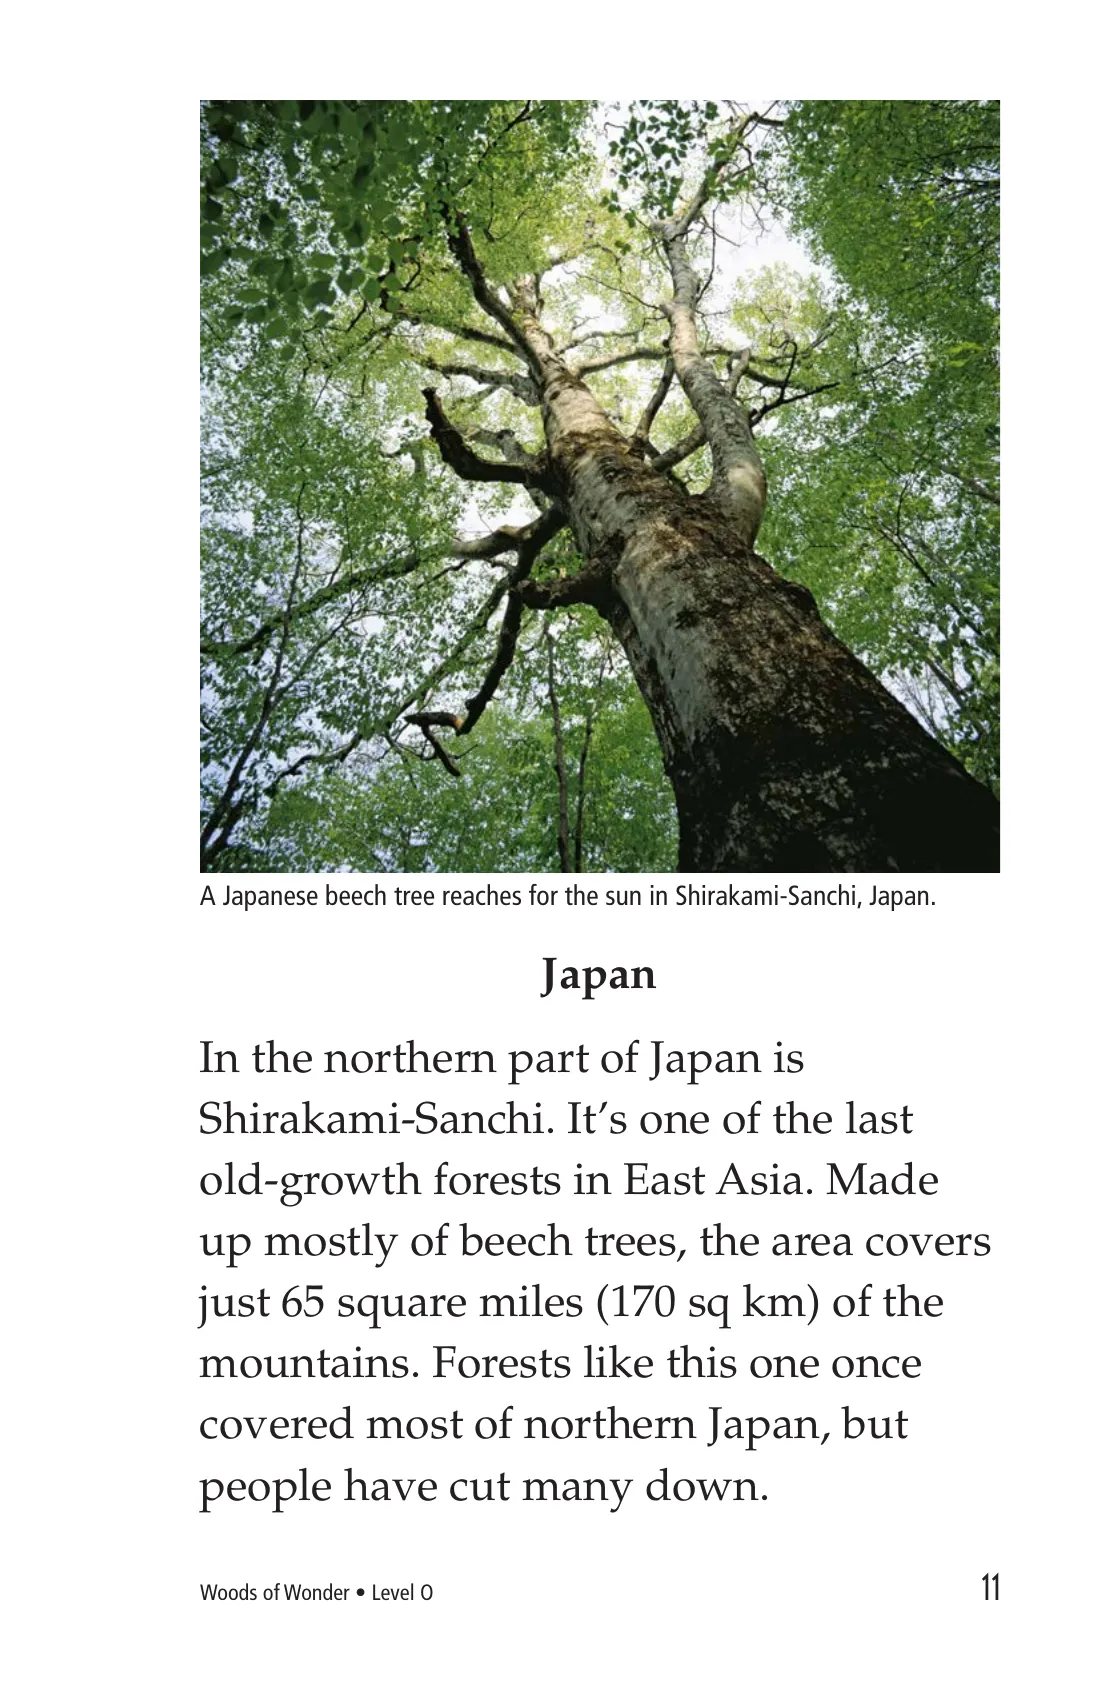 A Japanese beech tree reaches for the sun in Shirakami-Sanchi, Japan.
Japan
In the northern part of Japan is
Shirakami-Sanchi. It’s one of the last
old-growth forests in East Asia. Made
up mostly of beech trees, the area covers
just 65 square miles (170 sq km) of the
mountains. Forests like this one once
covered most of northern Japan, but
people have cut many down.
Woods of Wonder • Level O
11